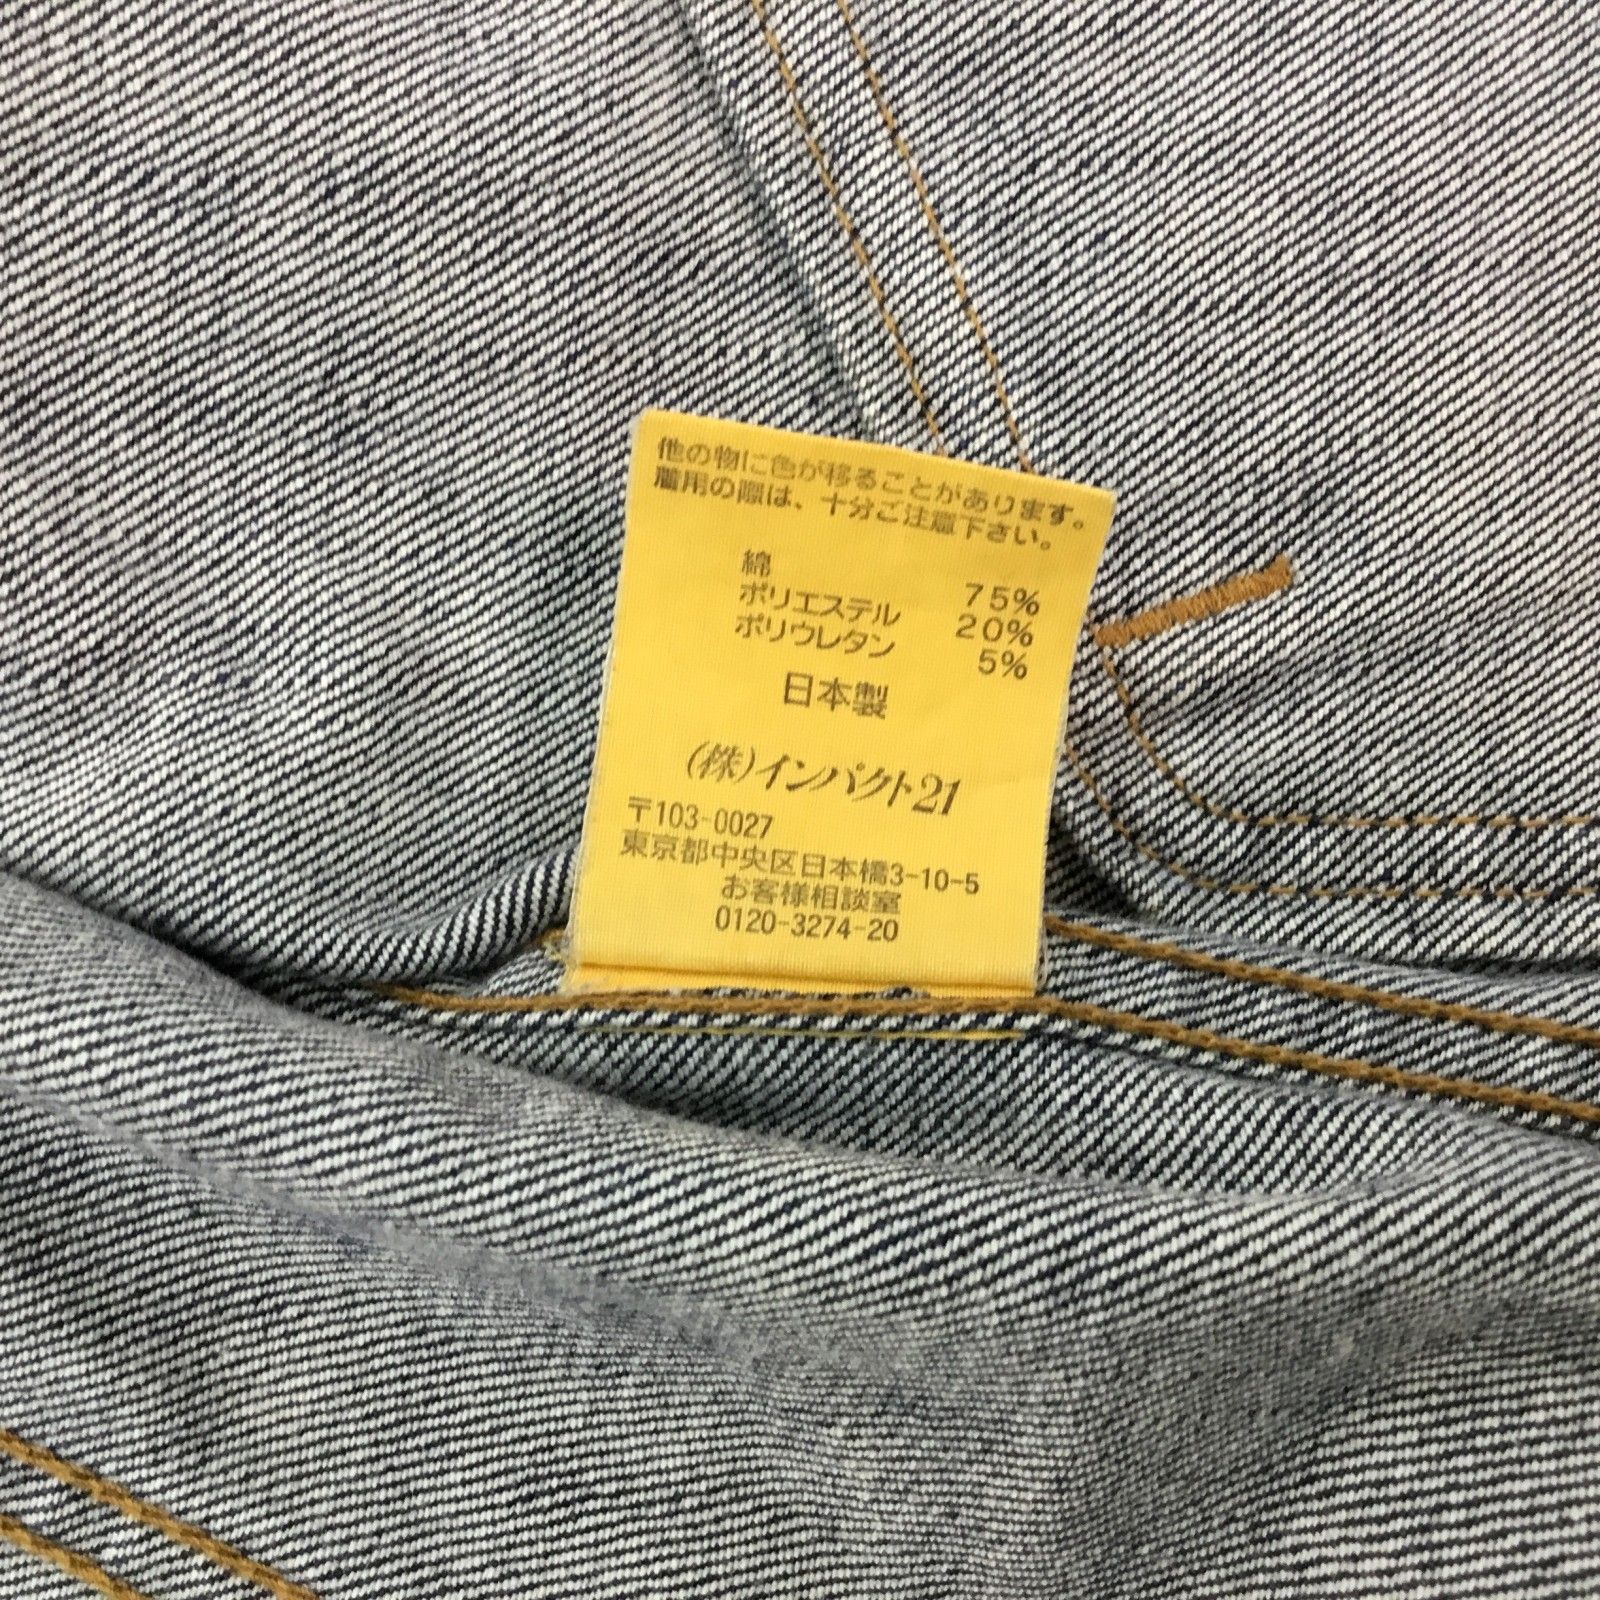 他の物に色が移ることがあります。
着用の際は、十分ご注意下さい。
綿 75%
ポリエステル 20%
ポリウレタン 5%
日本製
(株)インパクト21
〒103-0027
東京都中央区日本橋3-10-5
お客様相談室
0120-3274-20